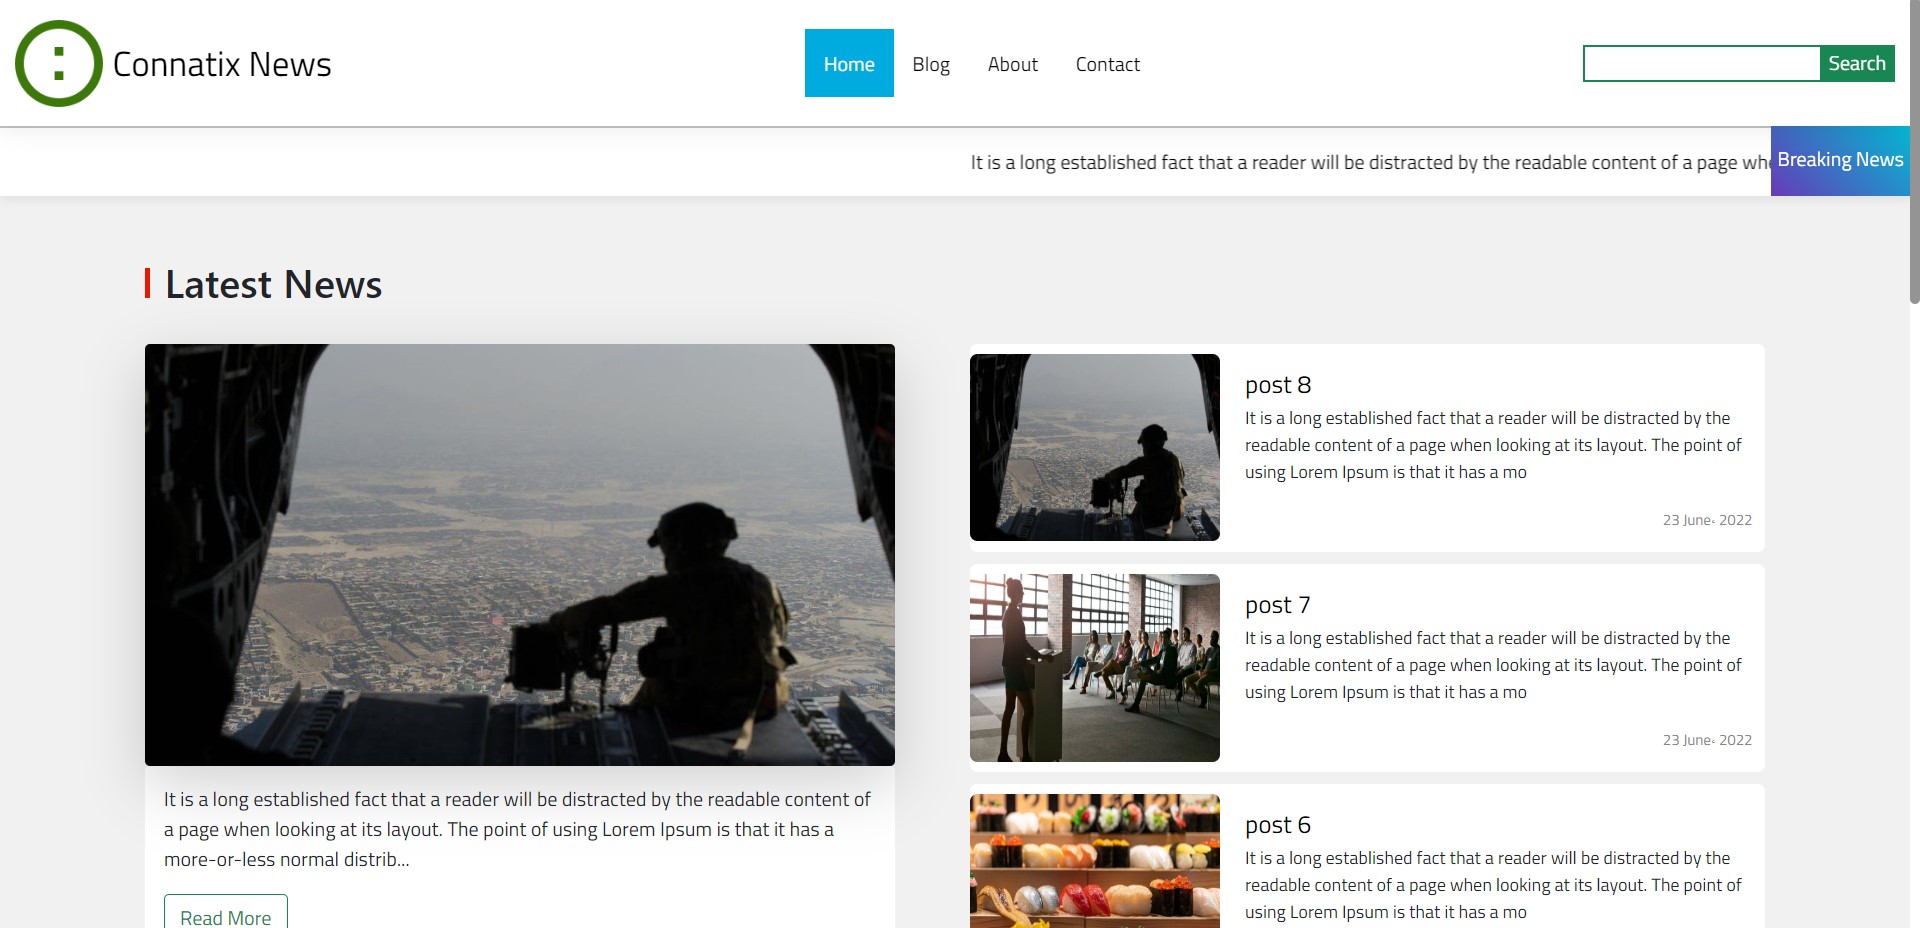 Connatix News
Home
Blog
About
Contact
Search
It is a long established fact that a reader will be distracted by the readable content of a page
Breaking News
Latest News
It is a long established fact that a reader will be distracted by the readable content of
a page when looking at its layout. The point of using Lorem Ipsum is that it has a
more-or-less normal distrib...
Read More
post 8
It is a long established fact that a reader will be distracted by the
readable content of a page when looking at its layout. The point of
using Lorem Ipsum is that it has a mo
23 June، 2022
post 7
It is a long established fact that a reader will be distracted by the
readable content of a page when looking at its layout. The point of
using Lorem Ipsum is that it has a mo
23 June، 2022
post 6
It is a long established fact that a reader will be distracted by the
readable content of a page when looking at its layout. The point of
using Lorem Ipsum is that it has a mo